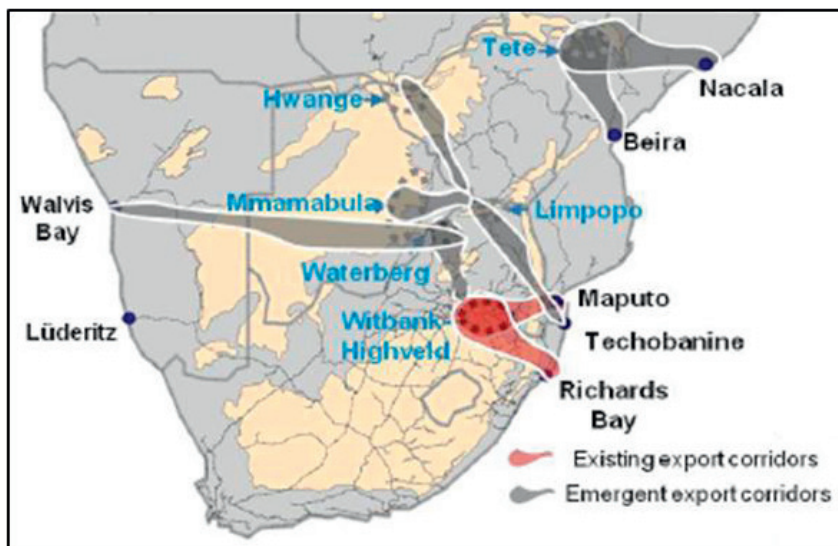 Tete
Nacala
Hwange
Beira
Walvis
Bay
Mmamabula
Limpopo
Waterberg
Maputo
Lüderitz
Witbank-
Highveld
Techobanine
Richards
Bay
Existing export corridors
Emergent export corridors